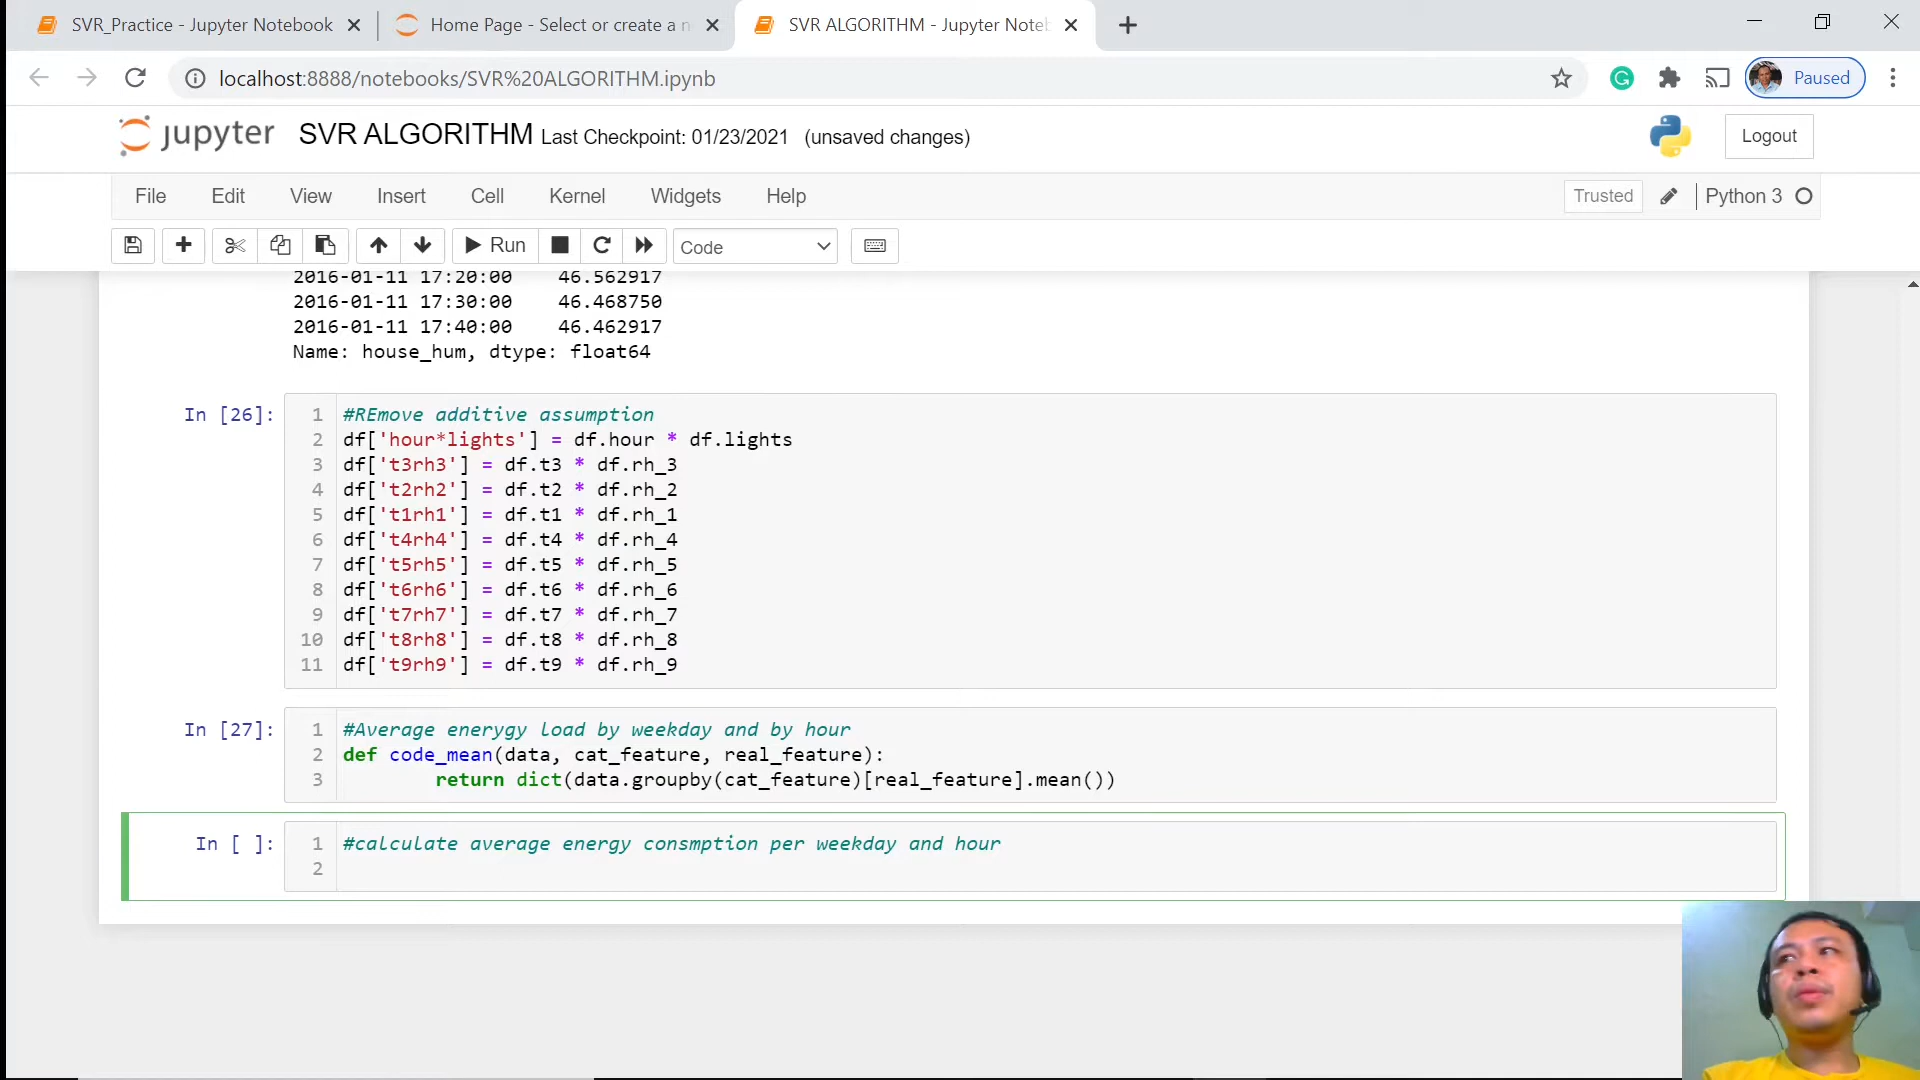 SVR_Practice - Jupyter Notebook
Home Page - Select or create a n
SVR ALGORITHM - Jupyter Noteb
localhost:8888/notebooks/SVR%20ALGORITHM.ipynb
Paused
jupyter SVR ALGORITHM Last Checkpoint: 01/23/2021 (unsaved changes)
Logout
File Edit View Insert Cell Kernel Widgets Help
Trusted Python 3
Run Code
2016-01-11 17:20:00 46.562917
2016-01-11 17:30:00 46.468750
2016-01-11 17:40:00 46.462917
Name: house_hum, dtype: float64
In [26]: 1 #REmove additive assumption
2 df['hour*lights'] = df.hour * df.lights
3 df['t3rh3'] = df.t3 * df.rh_3
4 df['t2rh2'] = df.t2 * df.rh_2
5 df['t1rh1'] = df.t1 * df.rh_1
6 df['t4rh4'] = df.t4 * df.rh_4
7 df['t5rh5'] = df.t5 * df.rh_5
8 df['t6rh6'] = df.t6 * df.rh_6
9 df['t7rh7'] = df.t7 * df.rh_7
10 df['t8rh8'] = df.t8 * df.rh_8
11 df['t9rh9'] = df.t9 * df.rh_9
In [27]: 1 #Average enerygy load by weekday and by hour
2 def code_mean(data, cat_feature, real_feature):
3 return dict(data.groupby(cat_feature)[real_feature].mean())
In [ ]: 1 #calculate average energy consmption per weekday and hour
2